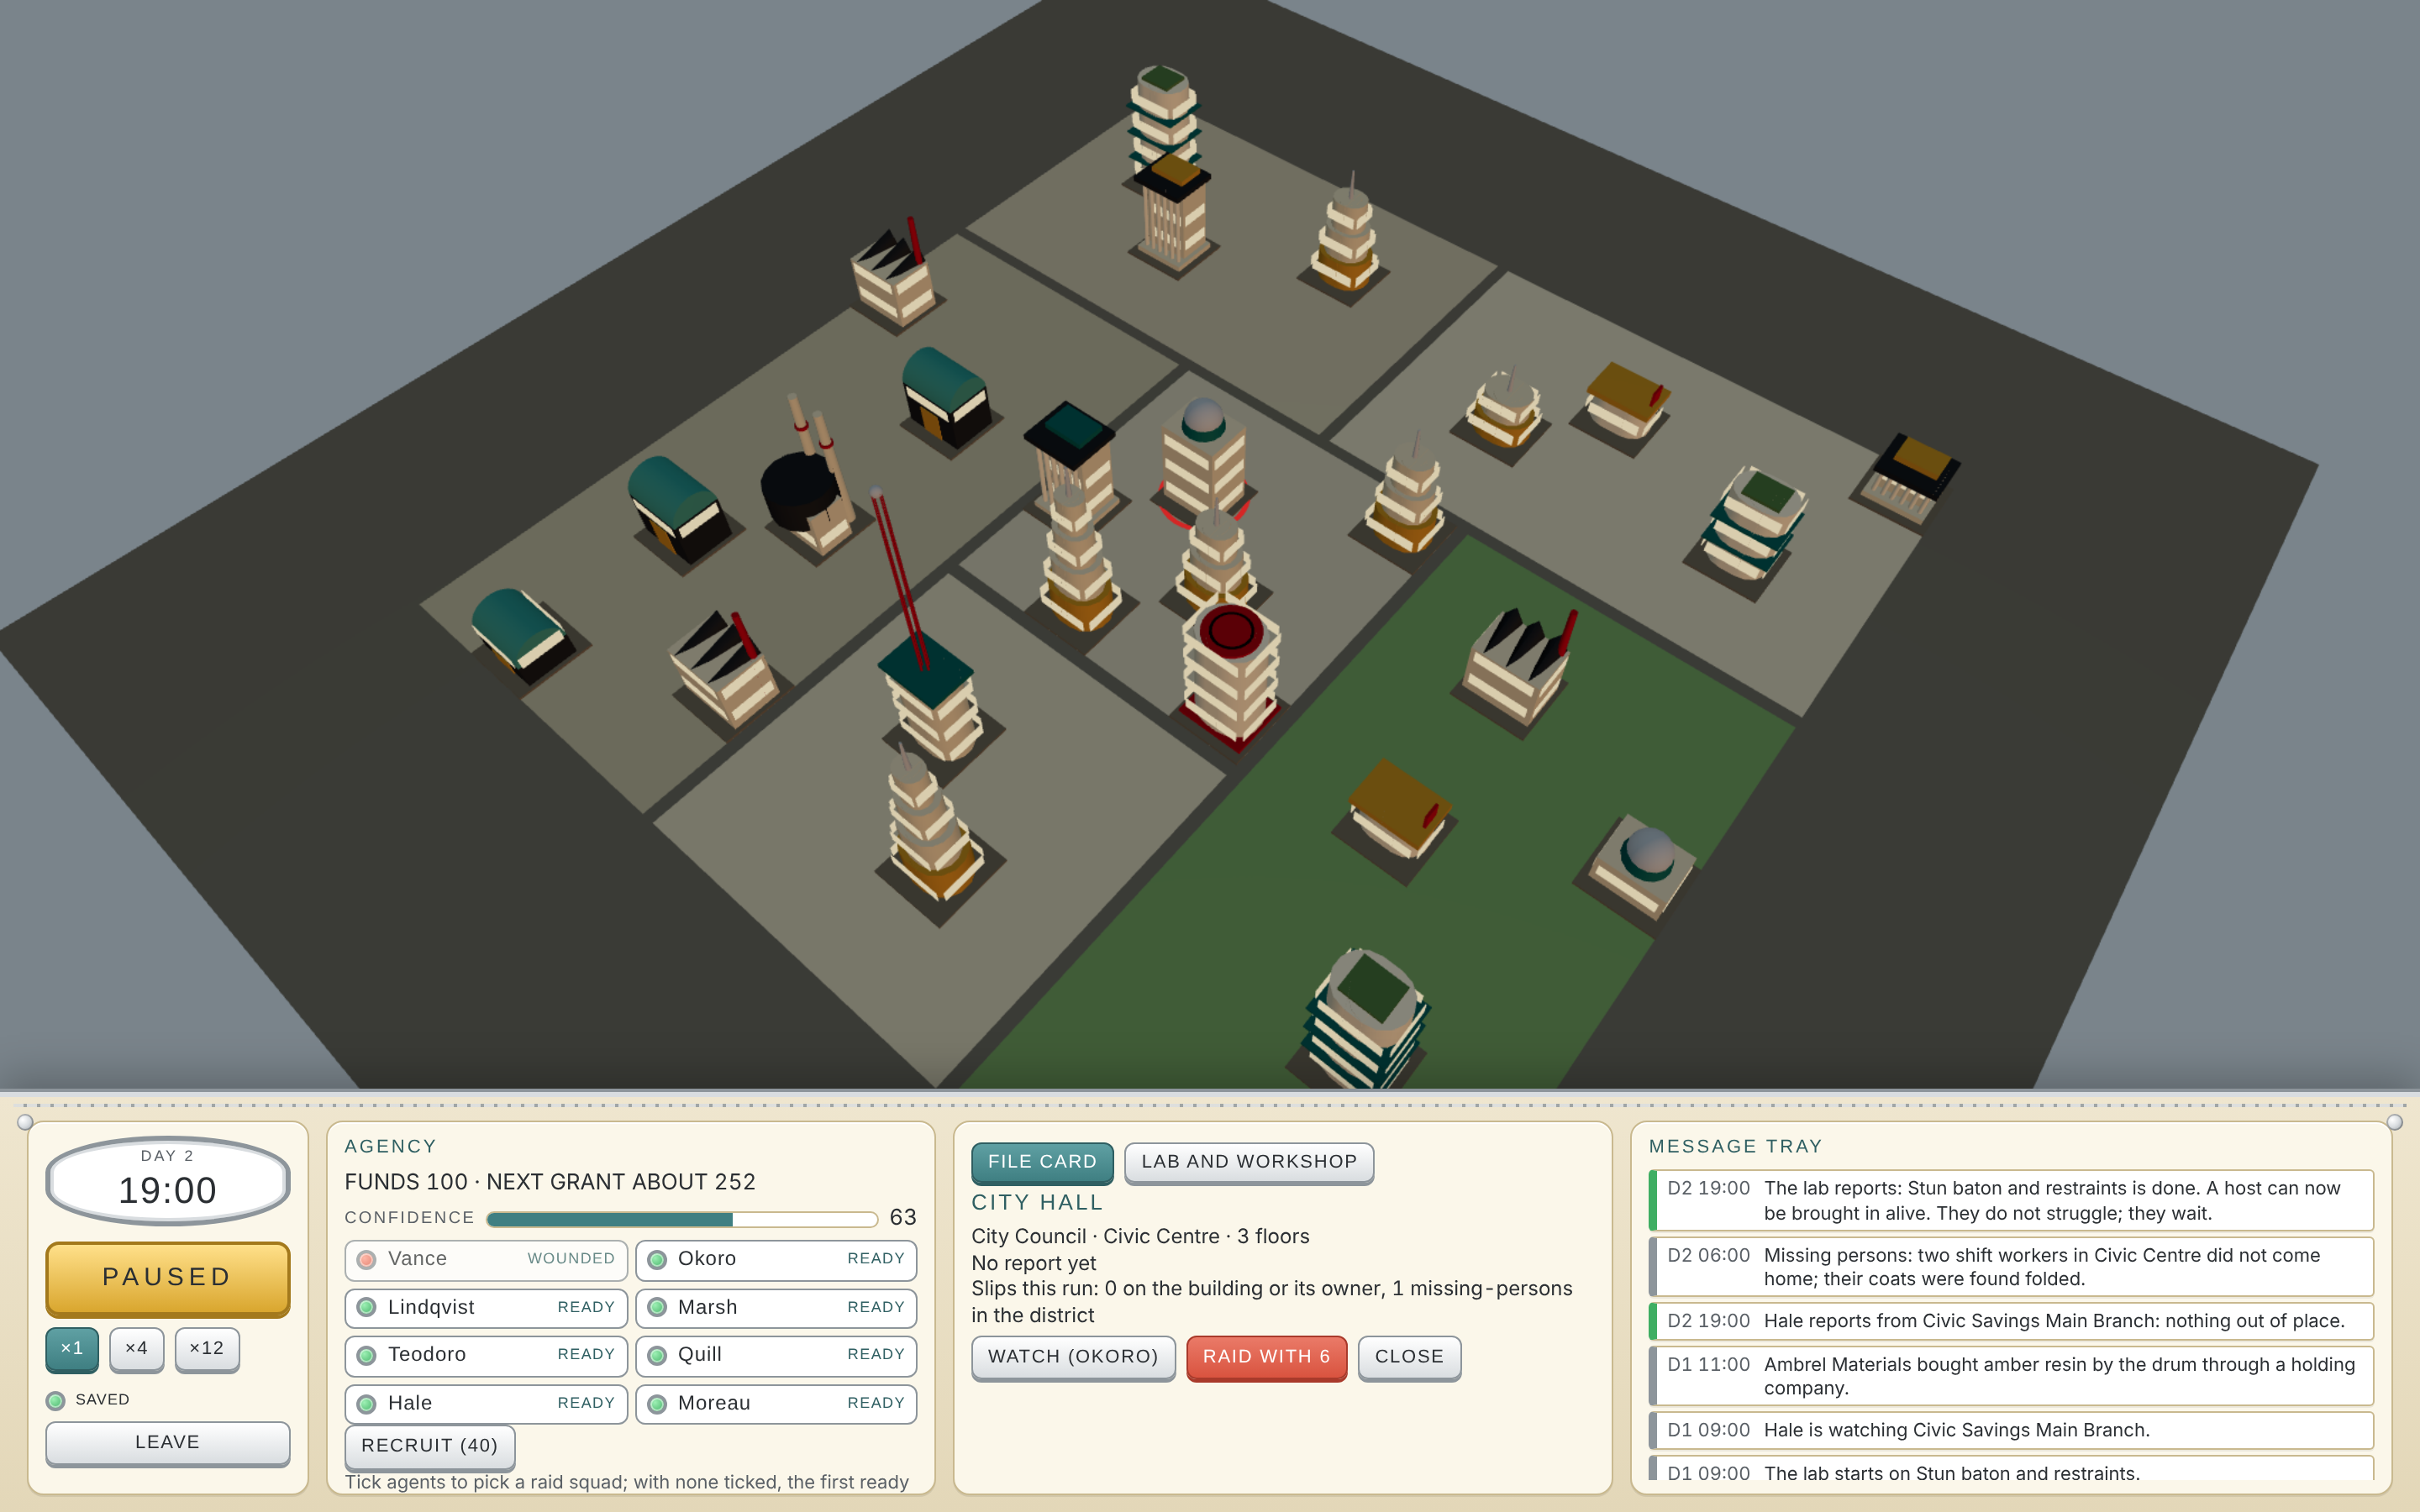 DAY 2
19:00
PAUSED
×1
×4
×12
SAVED
LEAVE
AGENCY
FUNDS 100 · NEXT GRANT ABOUT 252
CONFIDENCE
63
Vance WOUNDED
Okoro READY
Lindqvist READY
Marsh READY
Teodoro READY
Quill READY
Hale READY
Moreau READY
RECRUIT (40)
Tick agents to pick a raid squad; with none ticked, the first ready
FILE CARD
LAB AND WORKSHOP
CITY HALL
City Council · Civic Centre · 3 floors
No report yet
Slips this run: 0 on the building or its owner, 1 missing-persons
in the district
WATCH (OKORO)
RAID WITH 6
CLOSE
MESSAGE TRAY
D2 19:00 The lab reports: Stun baton and restraints is done. A host can now
be brought in alive. They do not struggle; they wait.
D2 06:00 Missing persons: two shift workers in Civic Centre did not come
home; their coats were found folded.
D2 19:00 Hale reports from Civic Savings Main Branch: nothing out of place.
D1 11:00 Ambrel Materials bought amber resin by the drum through a holding
company.
D1 09:00 Hale is watching Civic Savings Main Branch.
D1 09:00 The lab starts on Stun baton and restraints.